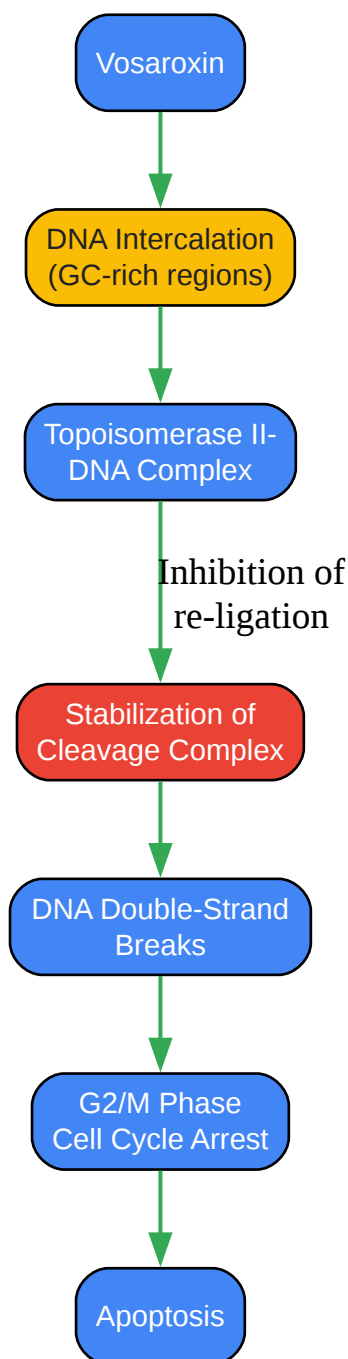 Vosaroxin
DNA Intercalation
(GC-rich regions)
Topoisomerase II-
DNA Complex
Inhibition of
re-ligation
Stabilization of
Cleavage Complex
DNA Double-Strand
Breaks
G2/M Phase
Cell Cycle Arrest
Apoptosis